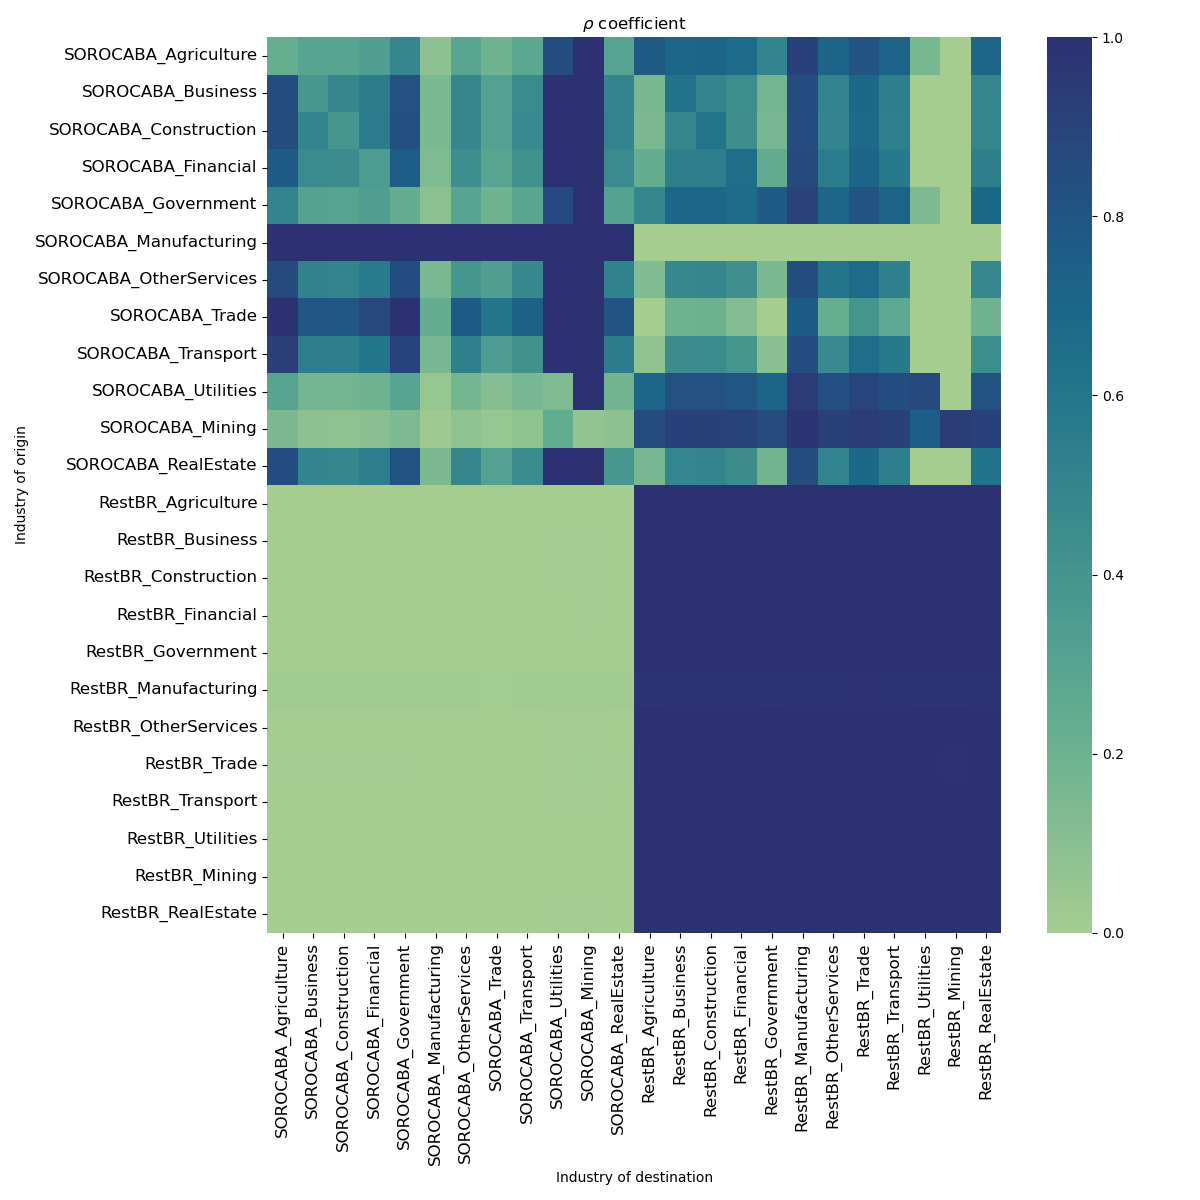 ρ coefficient
SOROCABA_Agriculture
SOROCABA_Business
SOROCABA_Construction
SOROCABA_Financial
SOROCABA_Government
SOROCABA_Manufacturing
SOROCABA_OtherServices
SOROCABA_Trade
SOROCABA_Transport
SOROCABA_Utilities
SOROCABA_Mining
SOROCABA_RealEstate
RestBR_Agriculture
RestBR_Business
RestBR_Construction
RestBR_Financial
RestBR_Government
RestBR_Manufacturing
RestBR_OtherServices
RestBR_Trade
RestBR_Transport
RestBR_Utilities
RestBR_Mining
RestBR_RealEstate
Industry of origin
SOROCABA_Agriculture
SOROCABA_Business
SOROCABA_Construction
SOROCABA_Financial
SOROCABA_Government
SOROCABA_Manufacturing
SOROCABA_OtherServices
SOROCABA_Trade
SOROCABA_Transport
SOROCABA_Utilities
SOROCABA_Mining
SOROCABA_RealEstate
RestBR_Agriculture
RestBR_Business
RestBR_Construction
RestBR_Financial
RestBR_Government
RestBR_Manufacturing
RestBR_OtherServices
RestBR_Trade
RestBR_Transport
RestBR_Utilities
RestBR_Mining
RestBR_RealEstate
Industry of destination
1.0
0.8
0.6
0.4
0.2
0.0